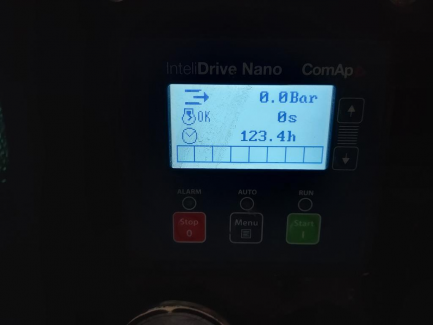 InteliDrive Nano ComAp
0.0Bar
OK 0s
123.4h
ALARM AUTO RUN
Stop Menu Start
0 I